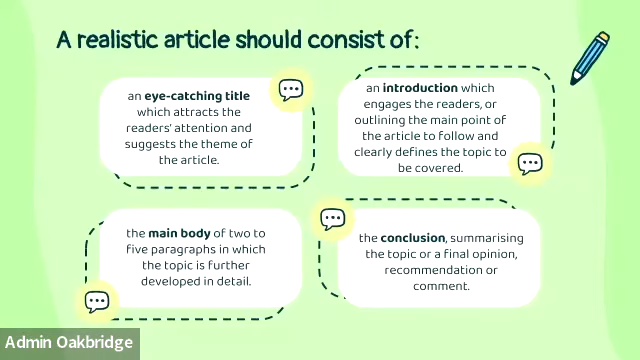 A realistic article should consist of:
an eye-catching title
which attracts the
readers' attention and
suggests the theme of
the article.
an introduction which
engages the readers, or
outlining the main point of
the article to follow and
clearly defines the topic to
be covered.
the main body of two to
five paragraphs in which
the topic is further
developed in detail.
the conclusion, summarising
the topic or a final opinion,
recommendation or
comment.
Admin Oakbridge